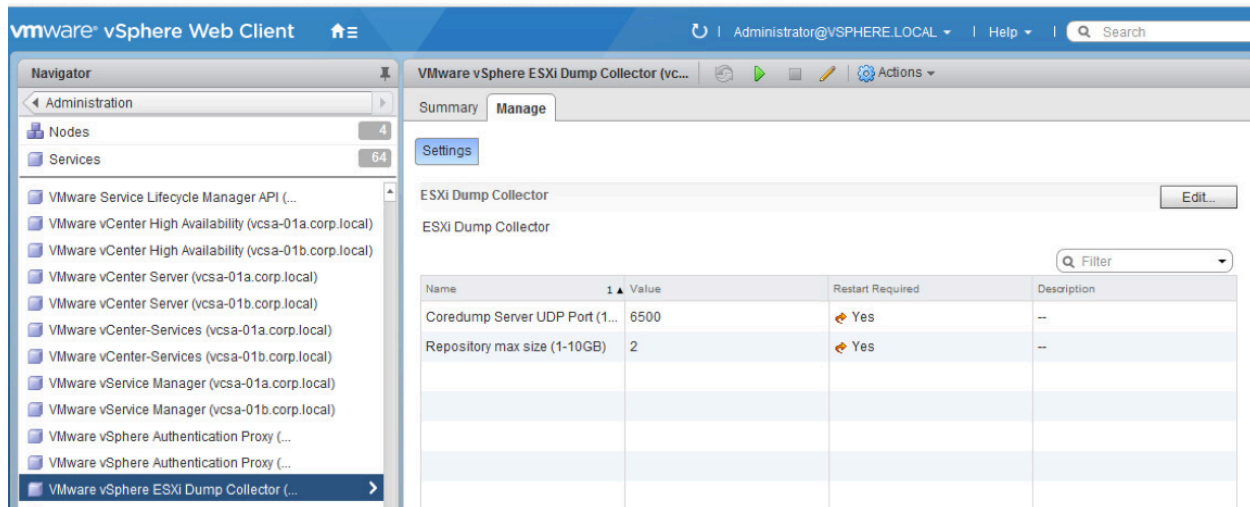 vmware® vSphere Web Client
Administrator@VSPHERE.LOCAL
Help
Search
Navigator
Administration
Nodes 4
Services 64
VMware Service Lifecycle Manager API (...
VMware vCenter High Availability (vcsa-01a.corp.local)
VMware vCenter High Availability (vcsa-01b.corp.local)
VMware vCenter Server (vcsa-01a.corp.local)
VMware vCenter Server (vcsa-01b.corp.local)
VMware vCenter-Services (vcsa-01a.corp.local)
VMware vCenter-Services (vcsa-01b.corp.local)
VMware vService Manager (vcsa-01a.corp.local)
VMware vService Manager (vcsa-01b.corp.local)
VMware vSphere Authentication Proxy (...
VMware vSphere Authentication Proxy (...
VMware vSphere ESXi Dump Collector (...
VMware vSphere ESXi Dump Collector (vc...
Actions
Summary Manage
Settings
ESXi Dump Collector
Edit...
ESXi Dump Collector
Filter
Name 1 Value Restart Required Description
Coredump Server UDP Port (1... 6500 Yes --
Repository max size (1-10GB) 2 Yes --